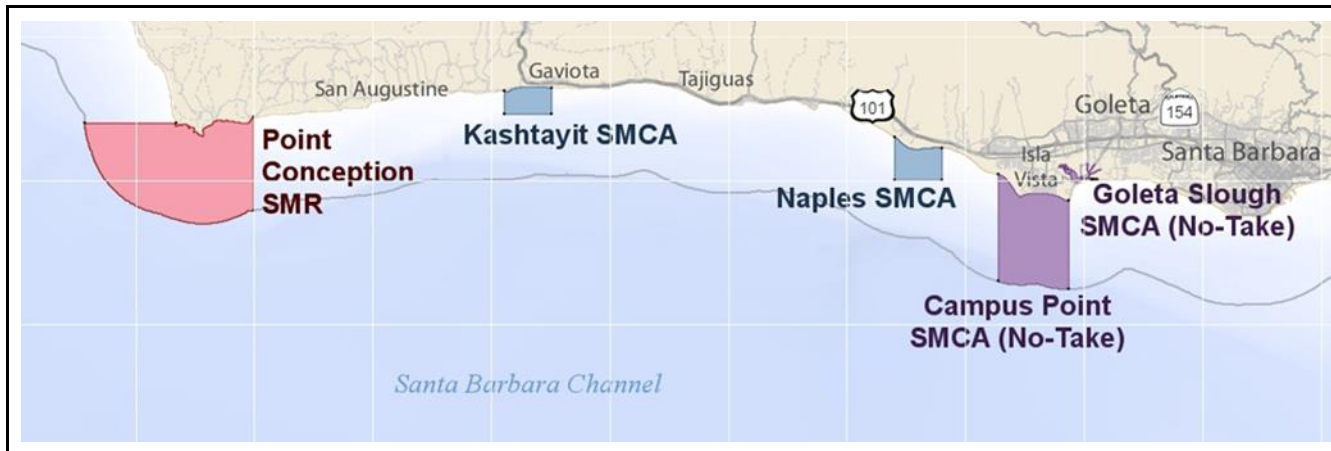 San Augustine
Gaviota
Tajiguas
101
Goleta
154
Santa Barbara
Isla
Vista
Point
Conception
SMR
Kashtayit SMCA
Naples SMCA
Goleta Slough
SMCA (No-Take)
Campus Point
SMCA (No-Take)
Santa Barbara Channel